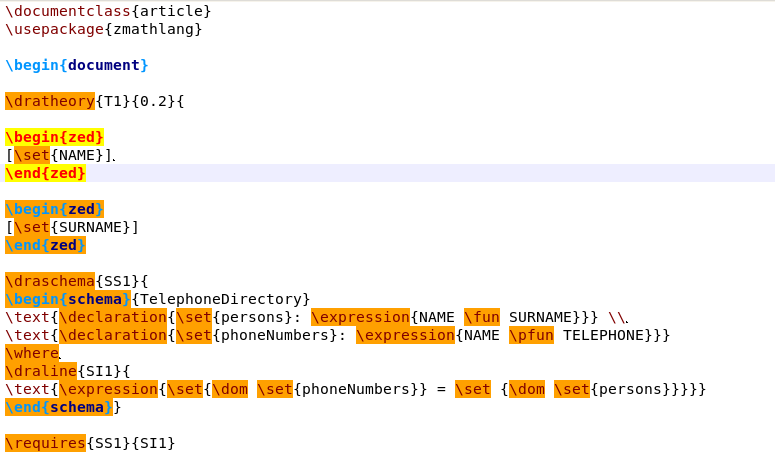 \documentclass{article}
\usepackage{zmathlang}
\begin{document}
\dratheory{T1}{0.2}{
\begin{zed}
[\set{NAME}]
\end{zed}
\begin{zed}
[\set{SURNAME}]
\end{zed}
\draschema{SS1}{
\begin{schema}{TelephoneDirectory}
\text{\declaration{\set{persons}: \expression{NAME \fun SURNAME}}} \\
\text{\declaration{\set{phoneNumbers}: \expression{NAME \pfun TELEPHONE}}}
\where
\draline{SI1}{
\text{\expression{\set{\dom \set{phoneNumbers}} = \set {\dom \set{persons}}}}}
\end{schema}}
\requires{SS1}{SI1}